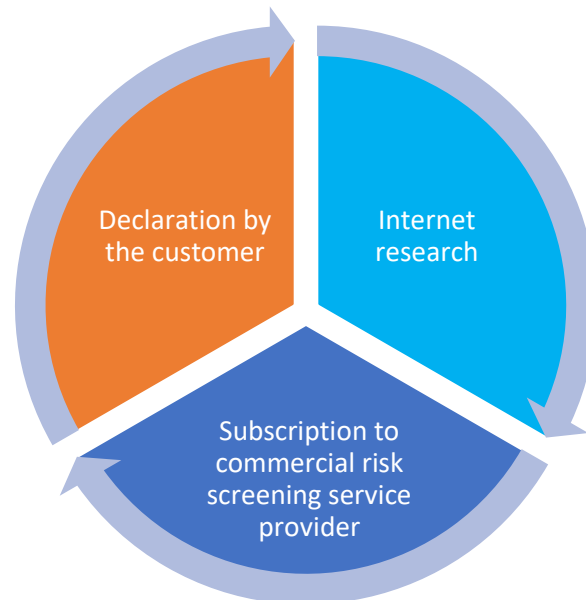 Declaration by
the customer
Internet
research
Subscription to
commercial risk
screening service
provider